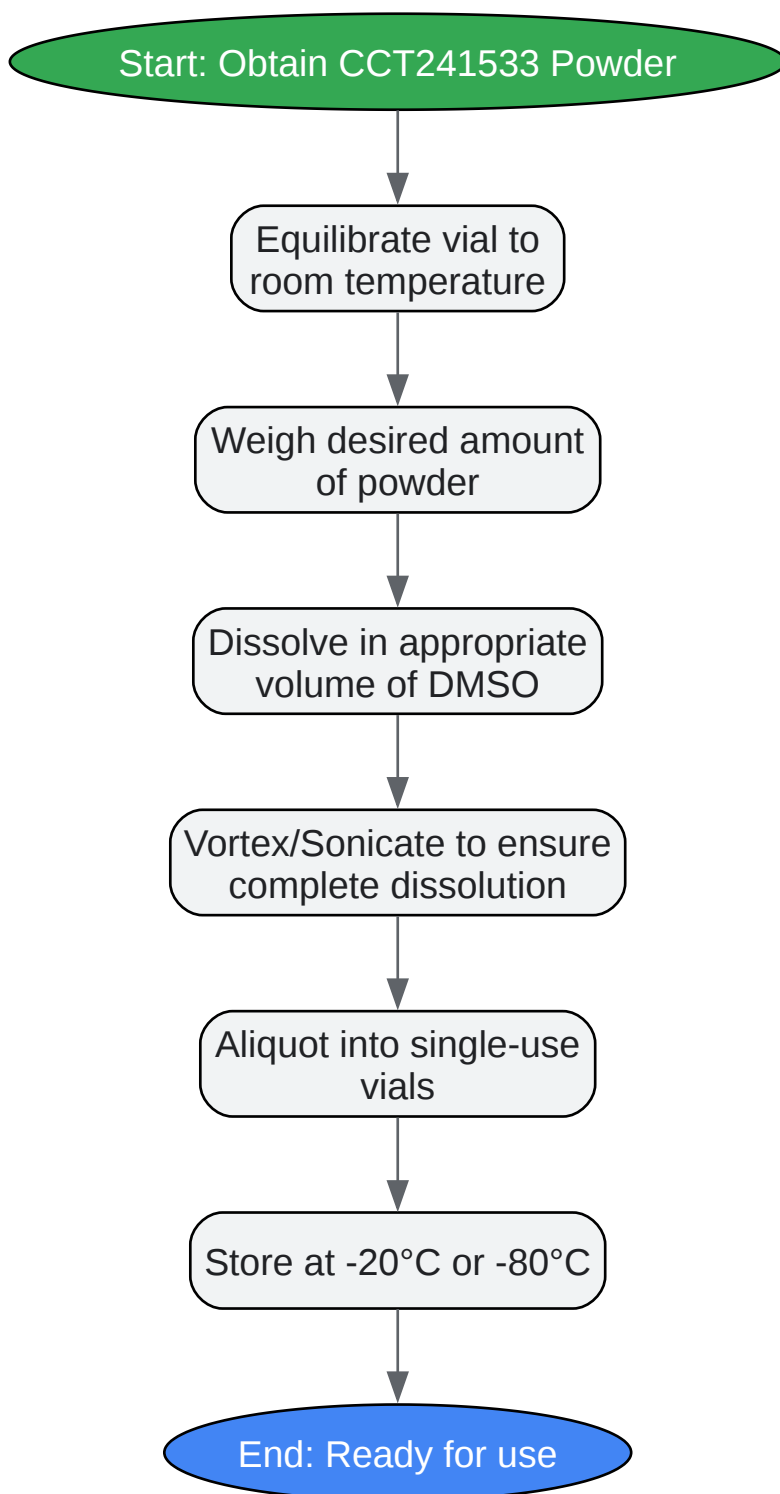 Start: Obtain CCT241533 Powder
Equilibrate vial to
room temperature
Weigh desired amount
of powder
Dissolve in appropriate
volume of DMSO
Vortex/Sonicate to ensure
complete dissolution
Aliquot into single-use
vials
Store at -20°C or -80°C
End: Ready for use